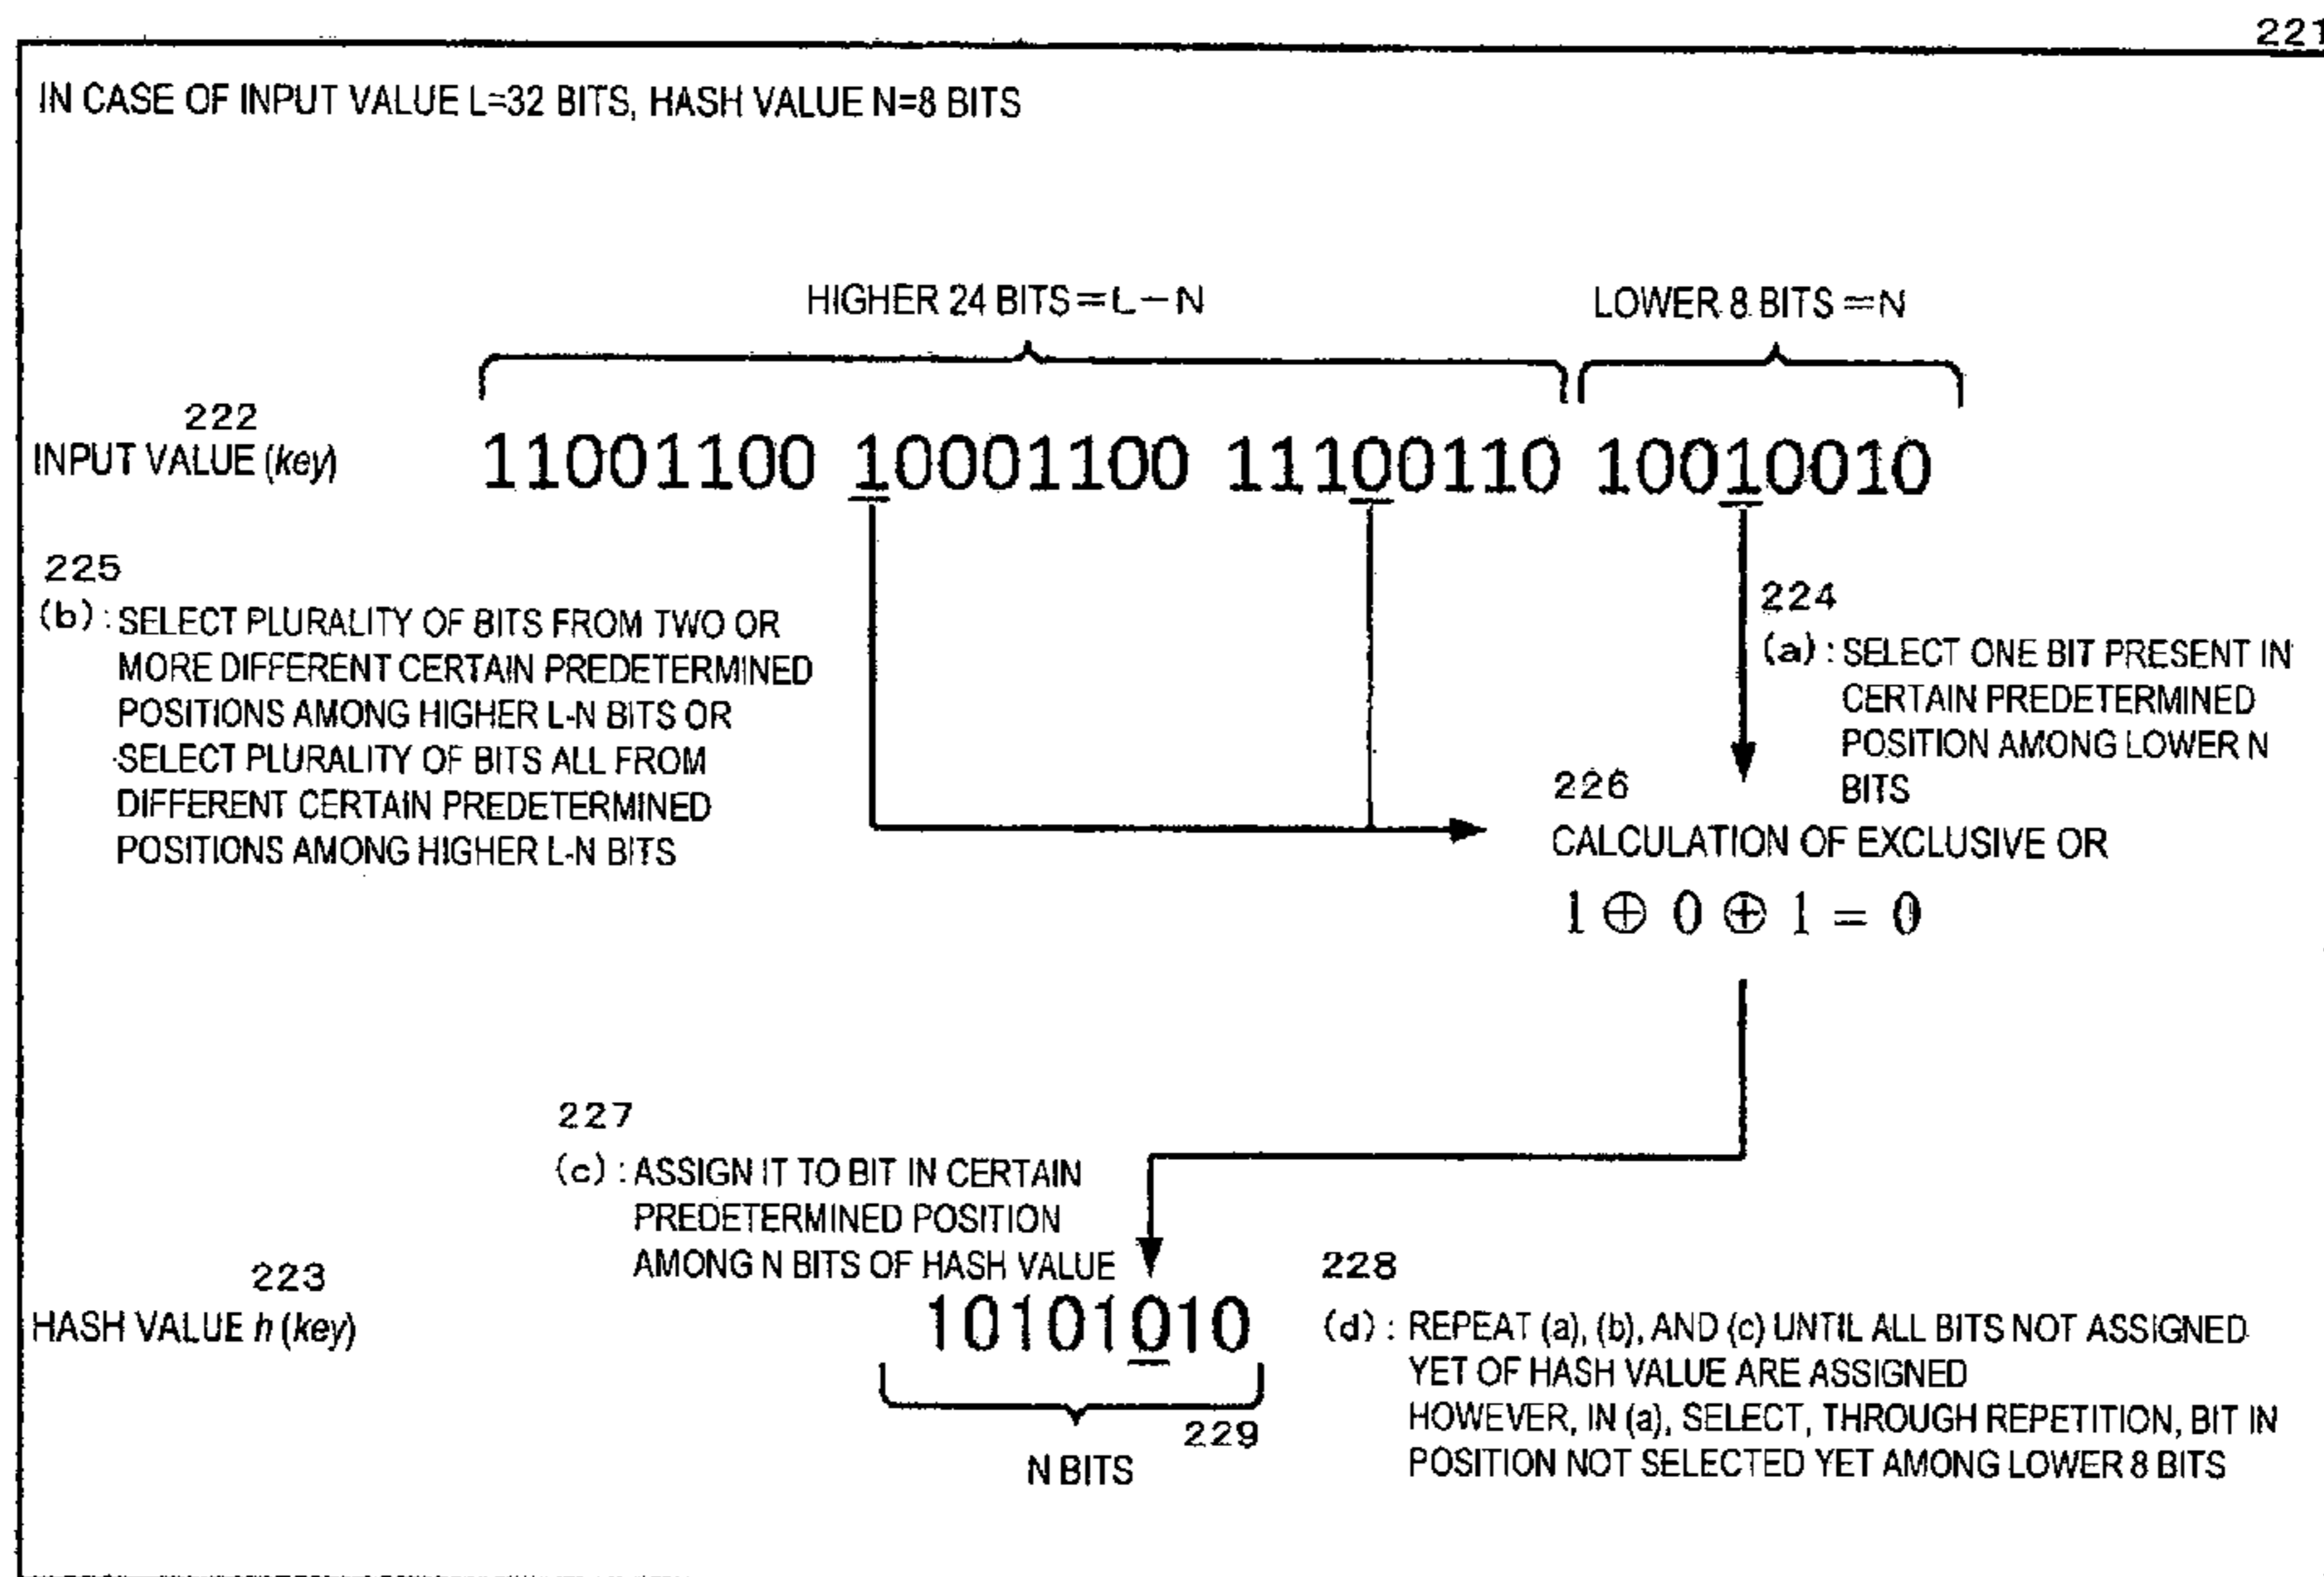 221
IN CASE OF INPUT VALUE L=32 BITS, HASH VALUE N=8 BITS
HIGHER 24 BITS=L-N
LOWER 8 BITS=N
222
INPUT VALUE (key)
11001100 10001100 11100110 10010010
225
(b): SELECT PLURALITY OF BITS FROM TWO OR
MORE DIFFERENT CERTAIN PREDETERMINED
POSITIONS AMONG HIGHER L-N BITS OR
SELECT PLURALITY OF BITS ALL FROM
DIFFERENT CERTAIN PREDETERMINED
POSITIONS AMONG HIGHER L-N BITS
224
(a): SELECT ONE BIT PRESENT IN
CERTAIN PREDETERMINED
POSITION AMONG LOWER N
BITS
226
CALCULATION OF EXCLUSIVE OR
1 ⊕ 0 ⊕ 1 = 0
227
(c): ASSIGN IT TO BIT IN CERTAIN
PREDETERMINED POSITION
AMONG N BITS OF HASH VALUE
223
HASH VALUE h (key)
10101010
229
N BITS
228
(d): REPEAT (a), (b), AND (c) UNTIL ALL BITS NOT ASSIGNED
YET OF HASH VALUE ARE ASSIGNED
HOWEVER, IN (a), SELECT, THROUGH REPETITION, BIT IN
POSITION NOT SELECTED YET AMONG LOWER 8 BITS